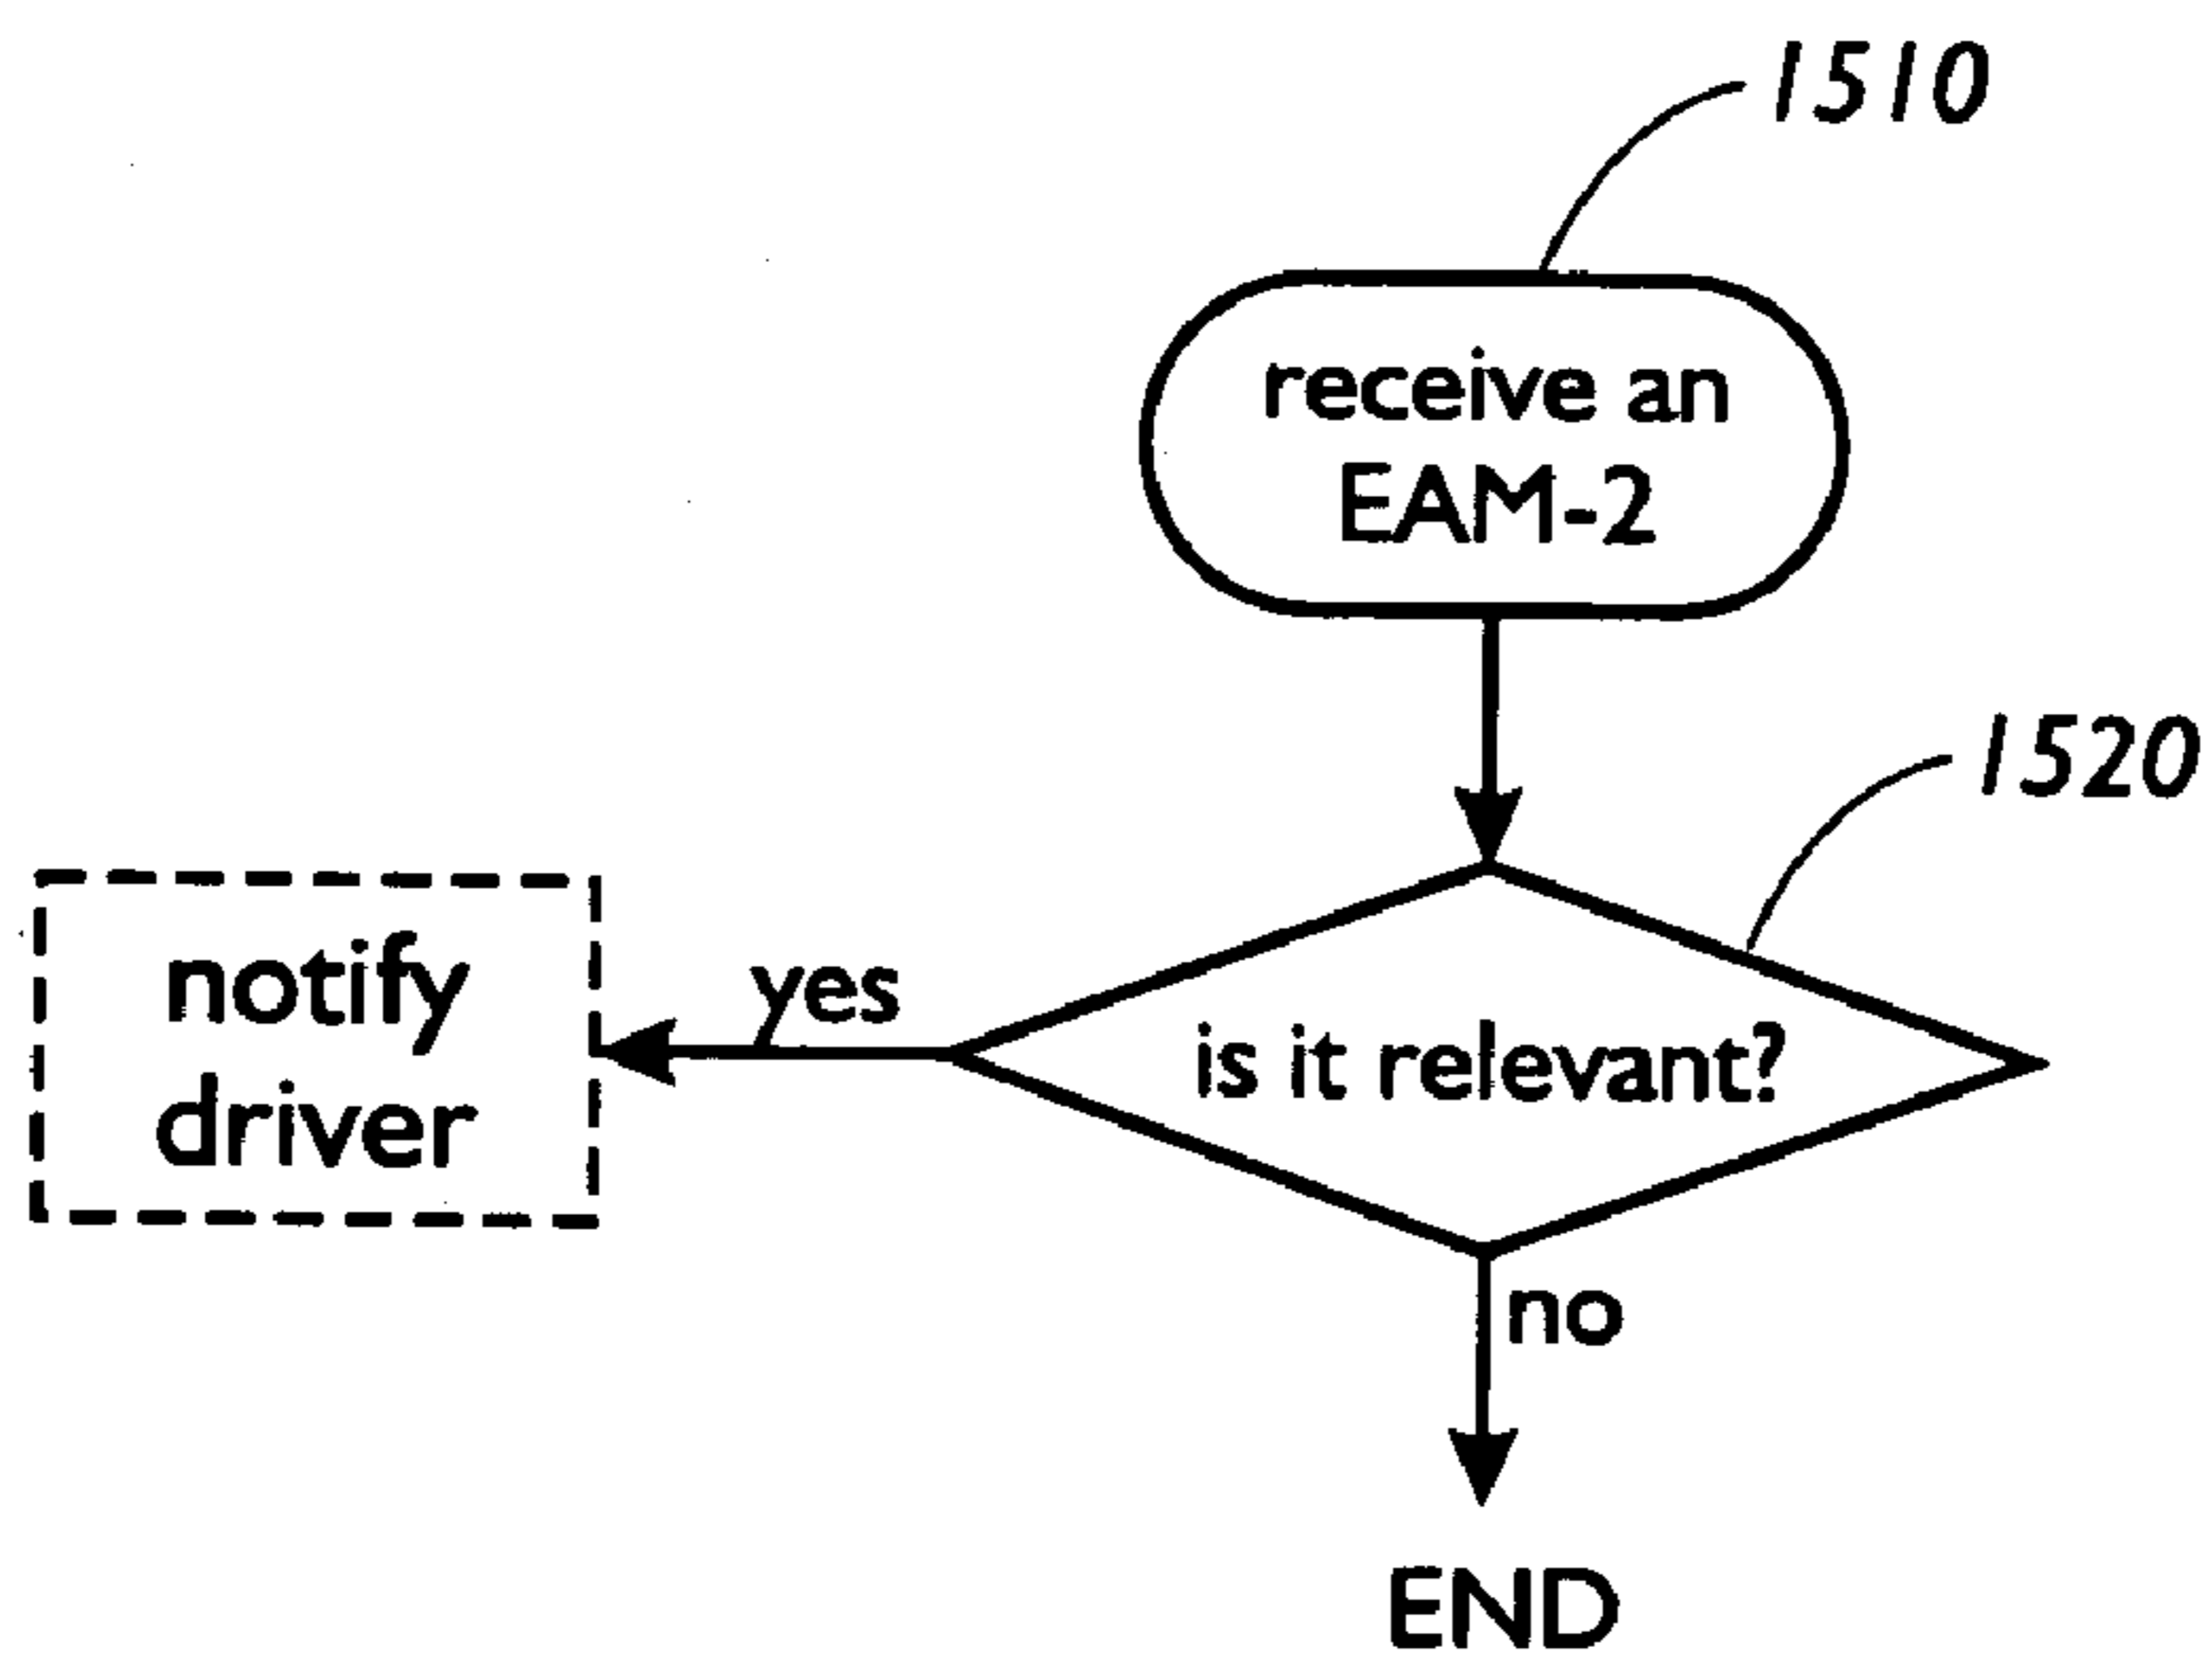 1510
receive an
EAM-2
1520
is it relevant?
yes
notify
driver
no
END